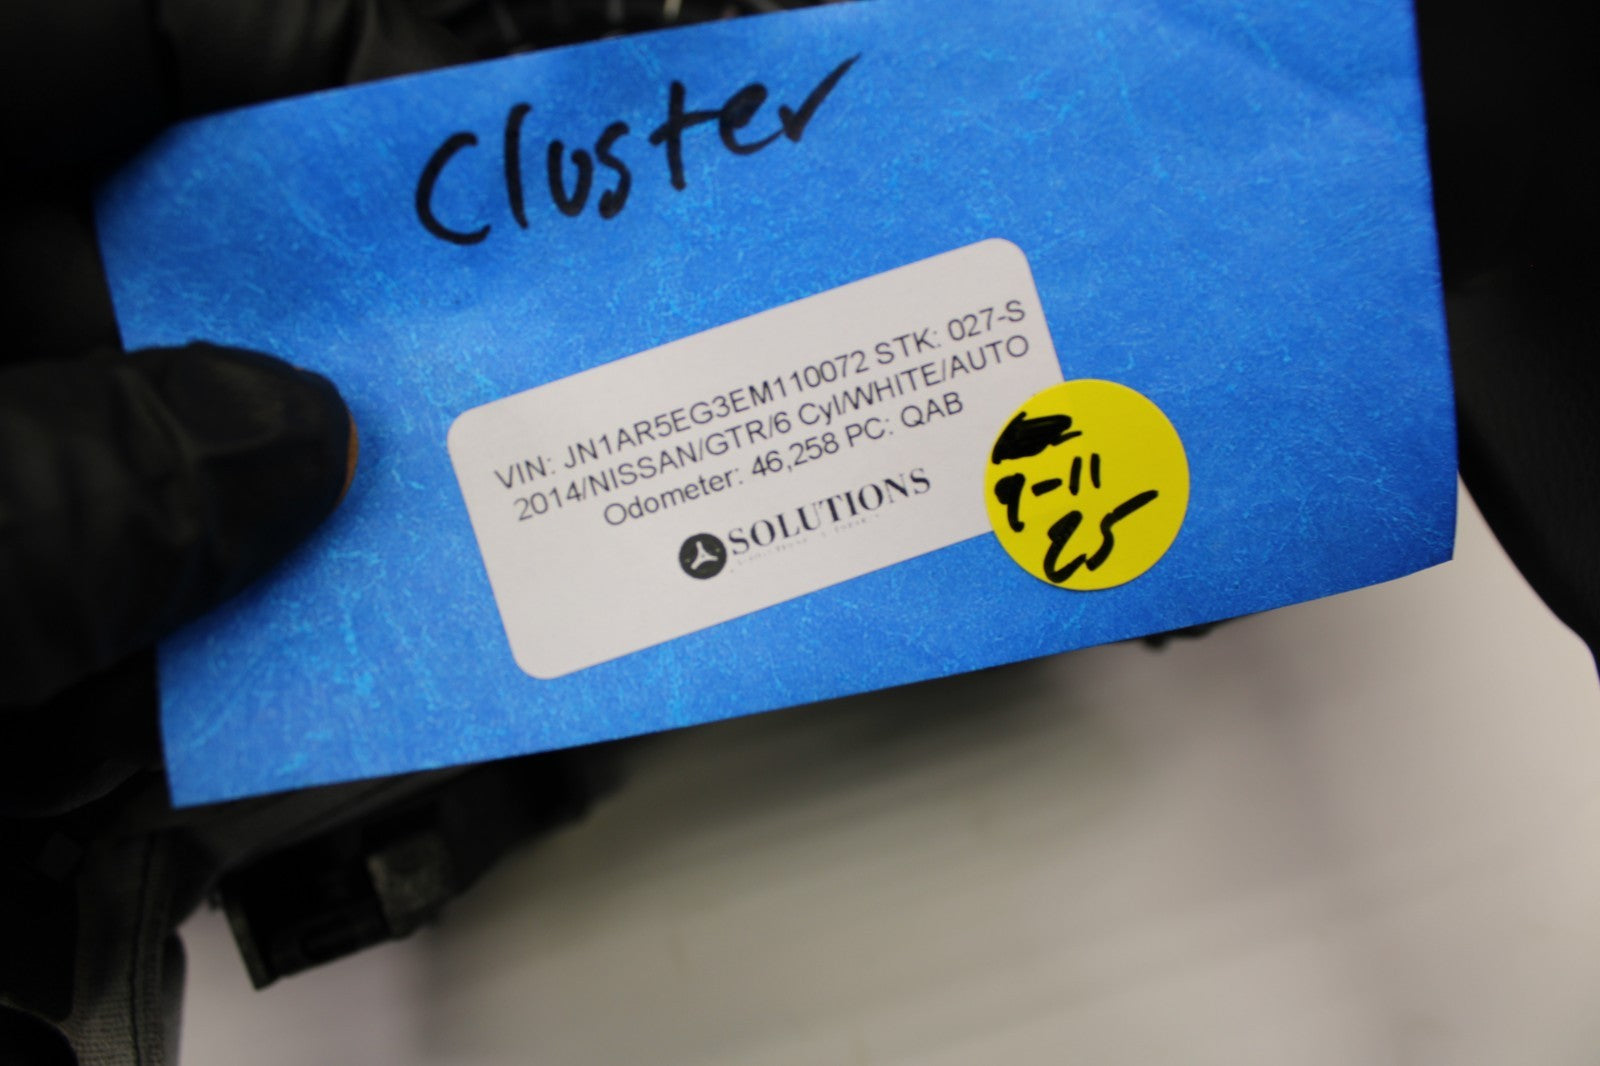 Cluster
VIN: JN1AR5EG3EM110072 STK: 027-S
2014/NISSAN/GTR/6 Cyl/WHITE/AUTO
Odometer: 46,258 PC: QAB
SOLUTIONS
9-11
25